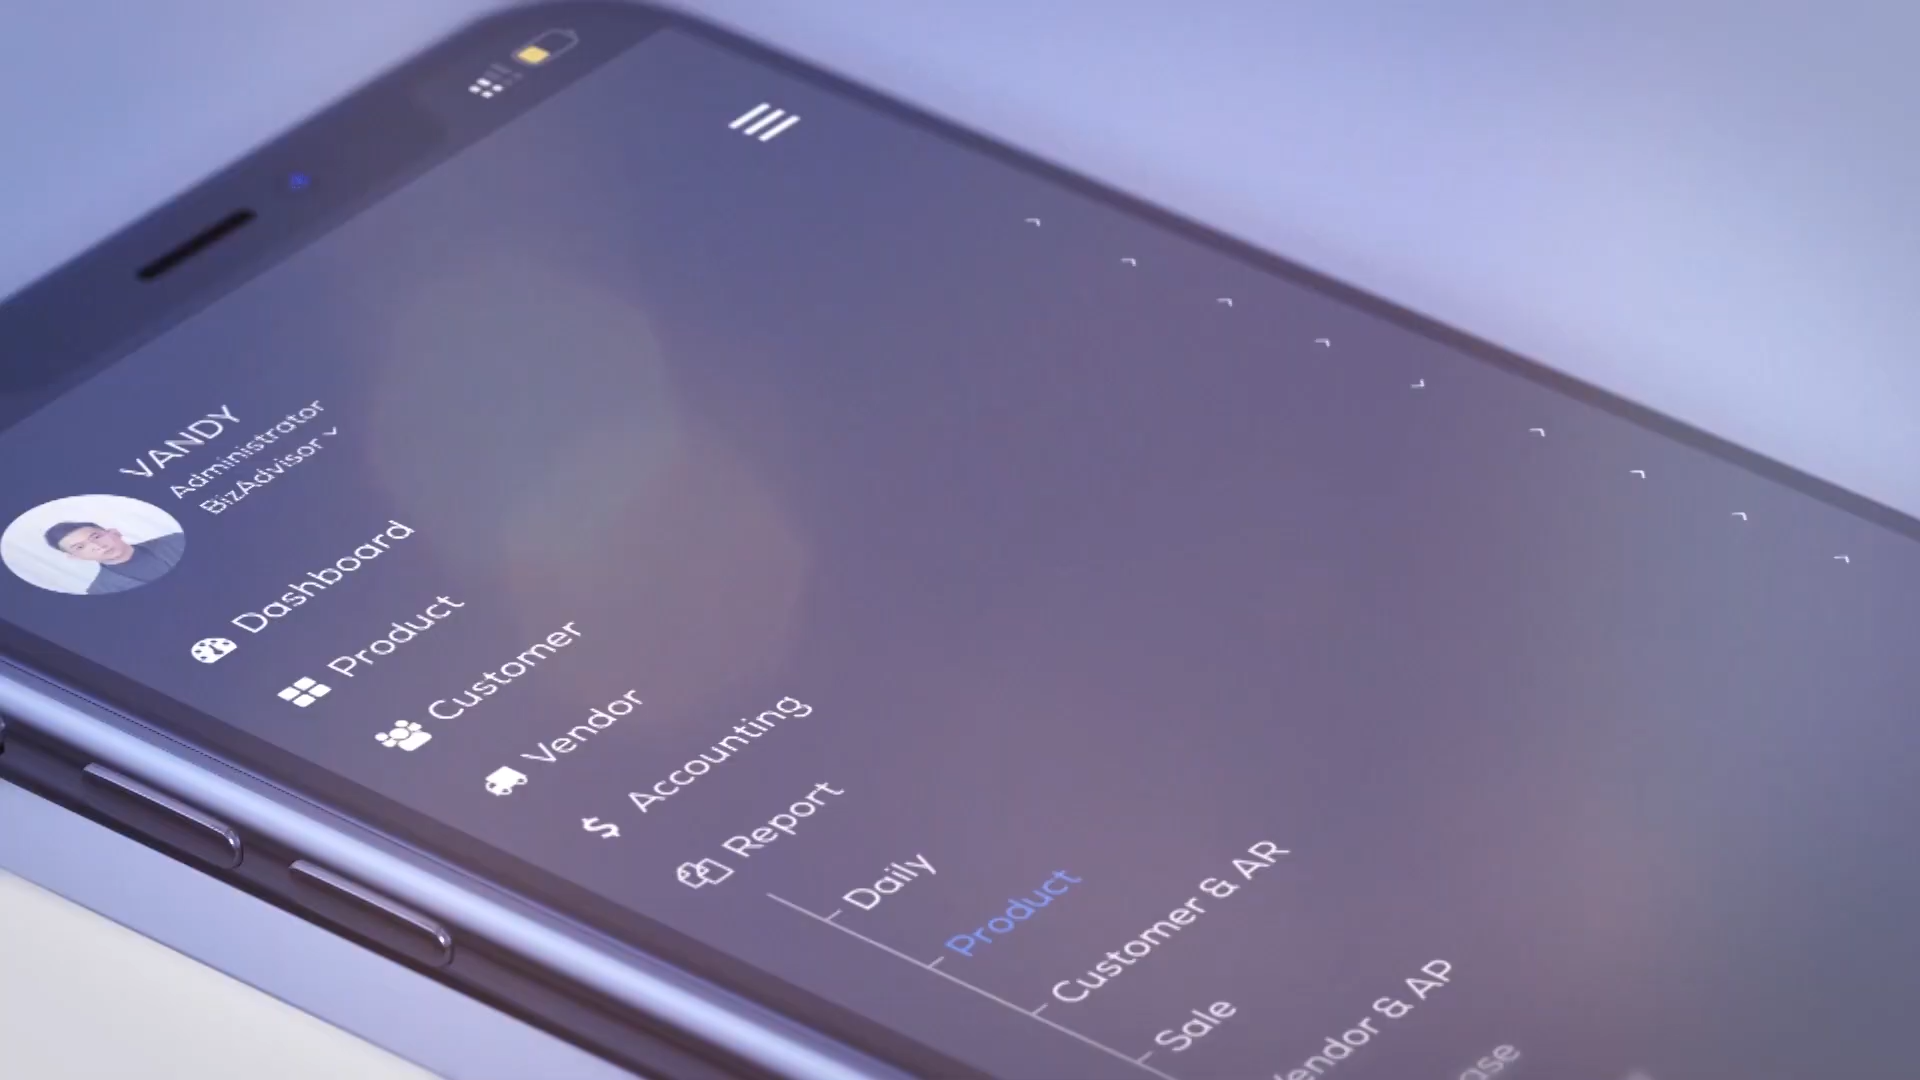 VANDY
Administrator
BizAdvisor
Dashboard
Product
Customer
Vendor
$ Accounting
Report
Daily
Product
Customer & AR
Sale
Vendor & AP